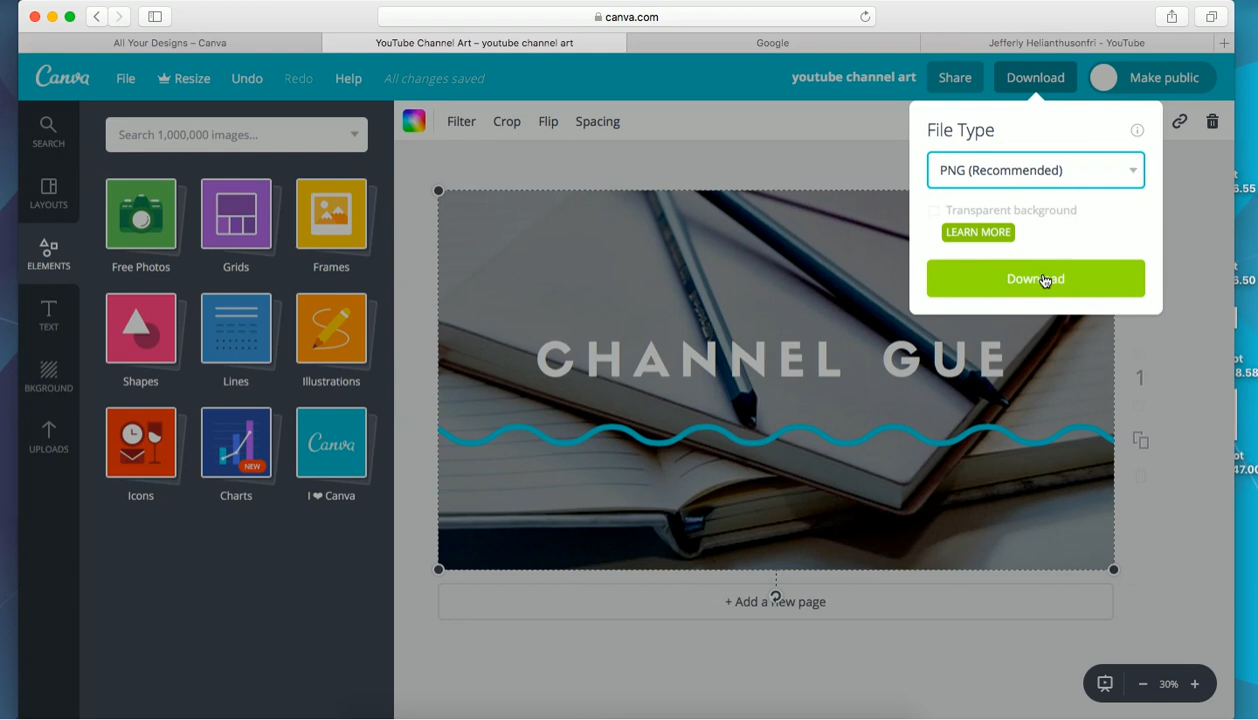 canva.com
All Your Designs – Canva
YouTube Channel Art – youtube channel art
Google
Jefferly Helianthusonfri - YouTube
Canva
File
Resize
Undo
Redo
Help
All changes saved
youtube channel art
Share
Download
Make public
SEARCH
LAYOUTS
ELEMENTS
TEXT
BKGROUND
UPLOADS
Search 1,000,000 images...
Free Photos
Grids
Frames
Shapes
Lines
Illustrations
Canva
NEW
Icons
Charts
I ❤ Canva
Filter
Crop
Flip
Spacing
File Type
PNG (Recommended)
Transparent background
LEARN MORE
Download
CHANNEL GUE
1
+ Add a new page
30%